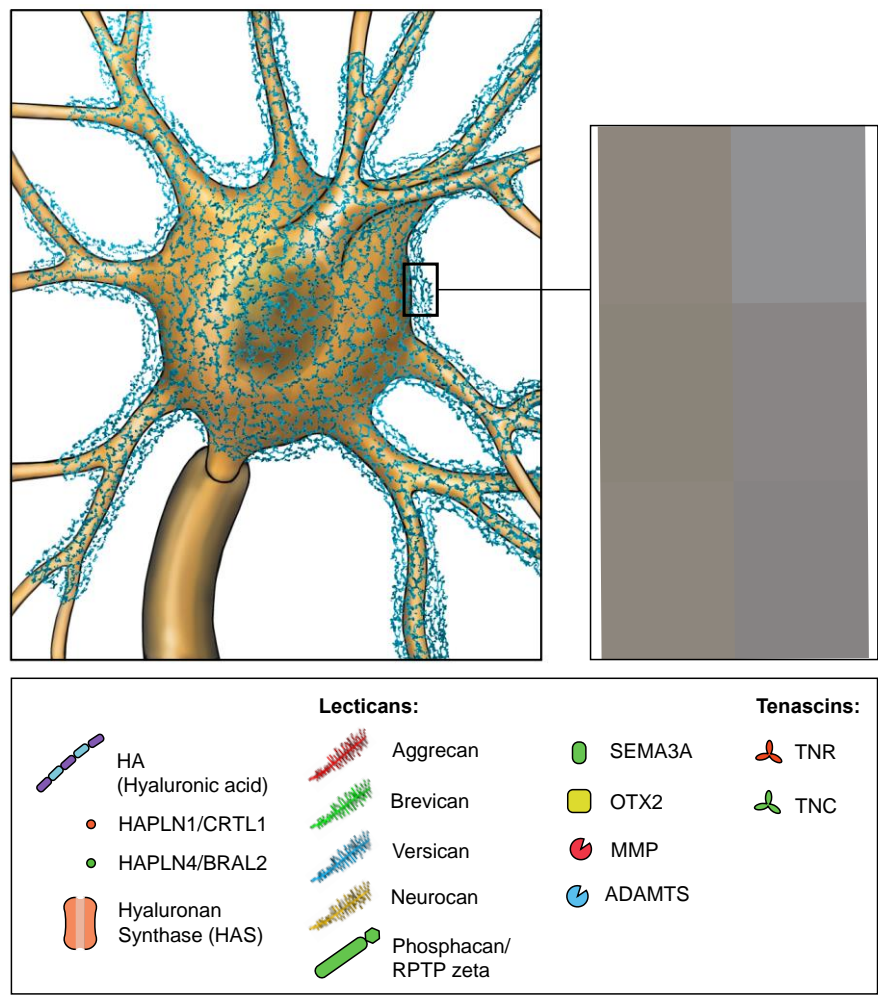 HA
(Hyaluronic acid)
HAPLN1/CRTL1
HAPLN4/BRAL2
Hyaluronan
Synthase (HAS)
Lecticans:
Aggrecan
Brevican
Versican
Neurocan
Phosphacan/
RPTP zeta
SEMA3A
OTX2
MMP
ADAMTS
Tenascins:
TNR
TNC